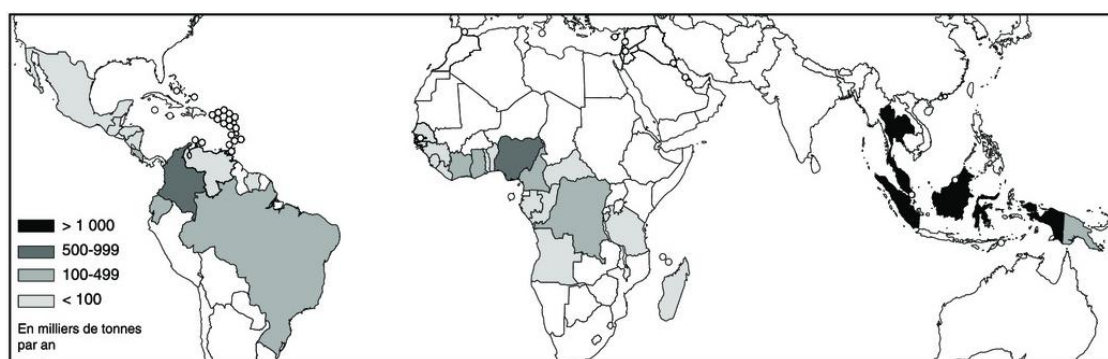 > 1 000
500-999
100-499
< 100
En milliers de tonnes
par an